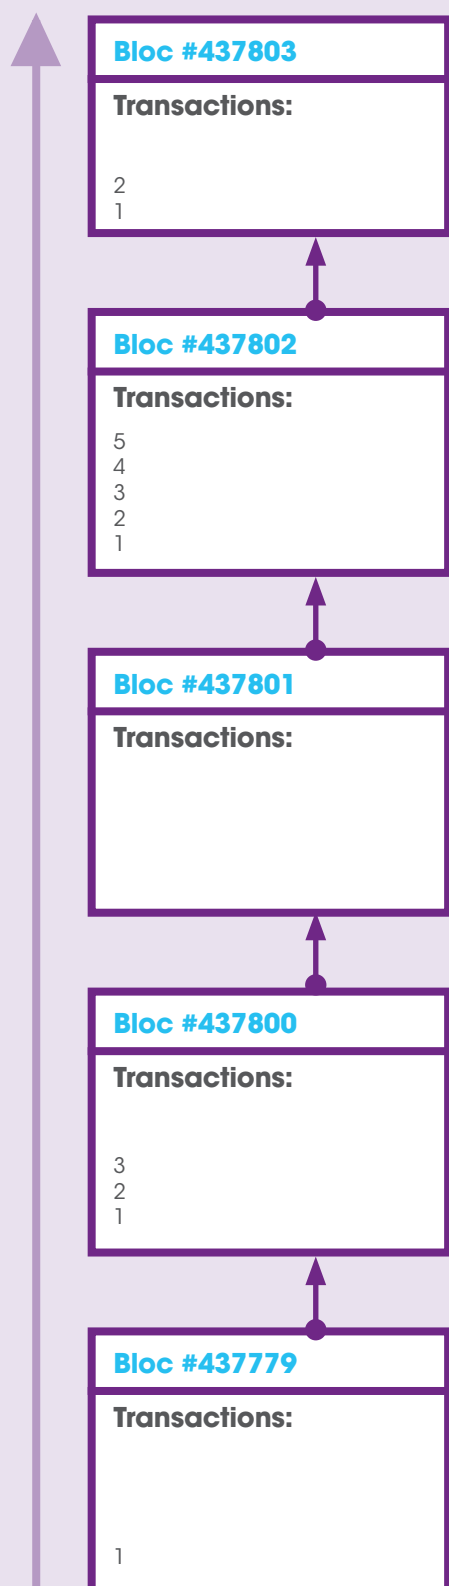 Bloc #437803
Transactions:
2
1
Bloc #437802
Transactions:
5
4
3
2
1
Bloc #437801
Transactions:
Bloc #437800
Transactions:
3
2
1
Bloc #437779
Transactions:
1